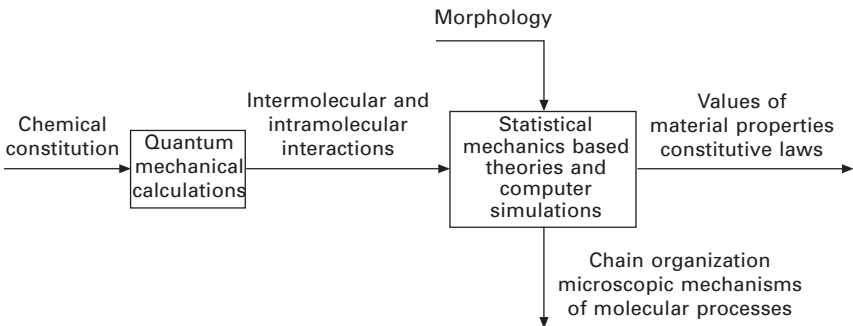 Morphology
Chemical
constitution
Quantum
mechanical
calculations
Intermolecular and
intramolecular
interactions
Statistical
mechanics based
theories and
computer
simulations
Values of
material properties
constitutive laws
Chain organization
microscopic mechanisms
of molecular processes